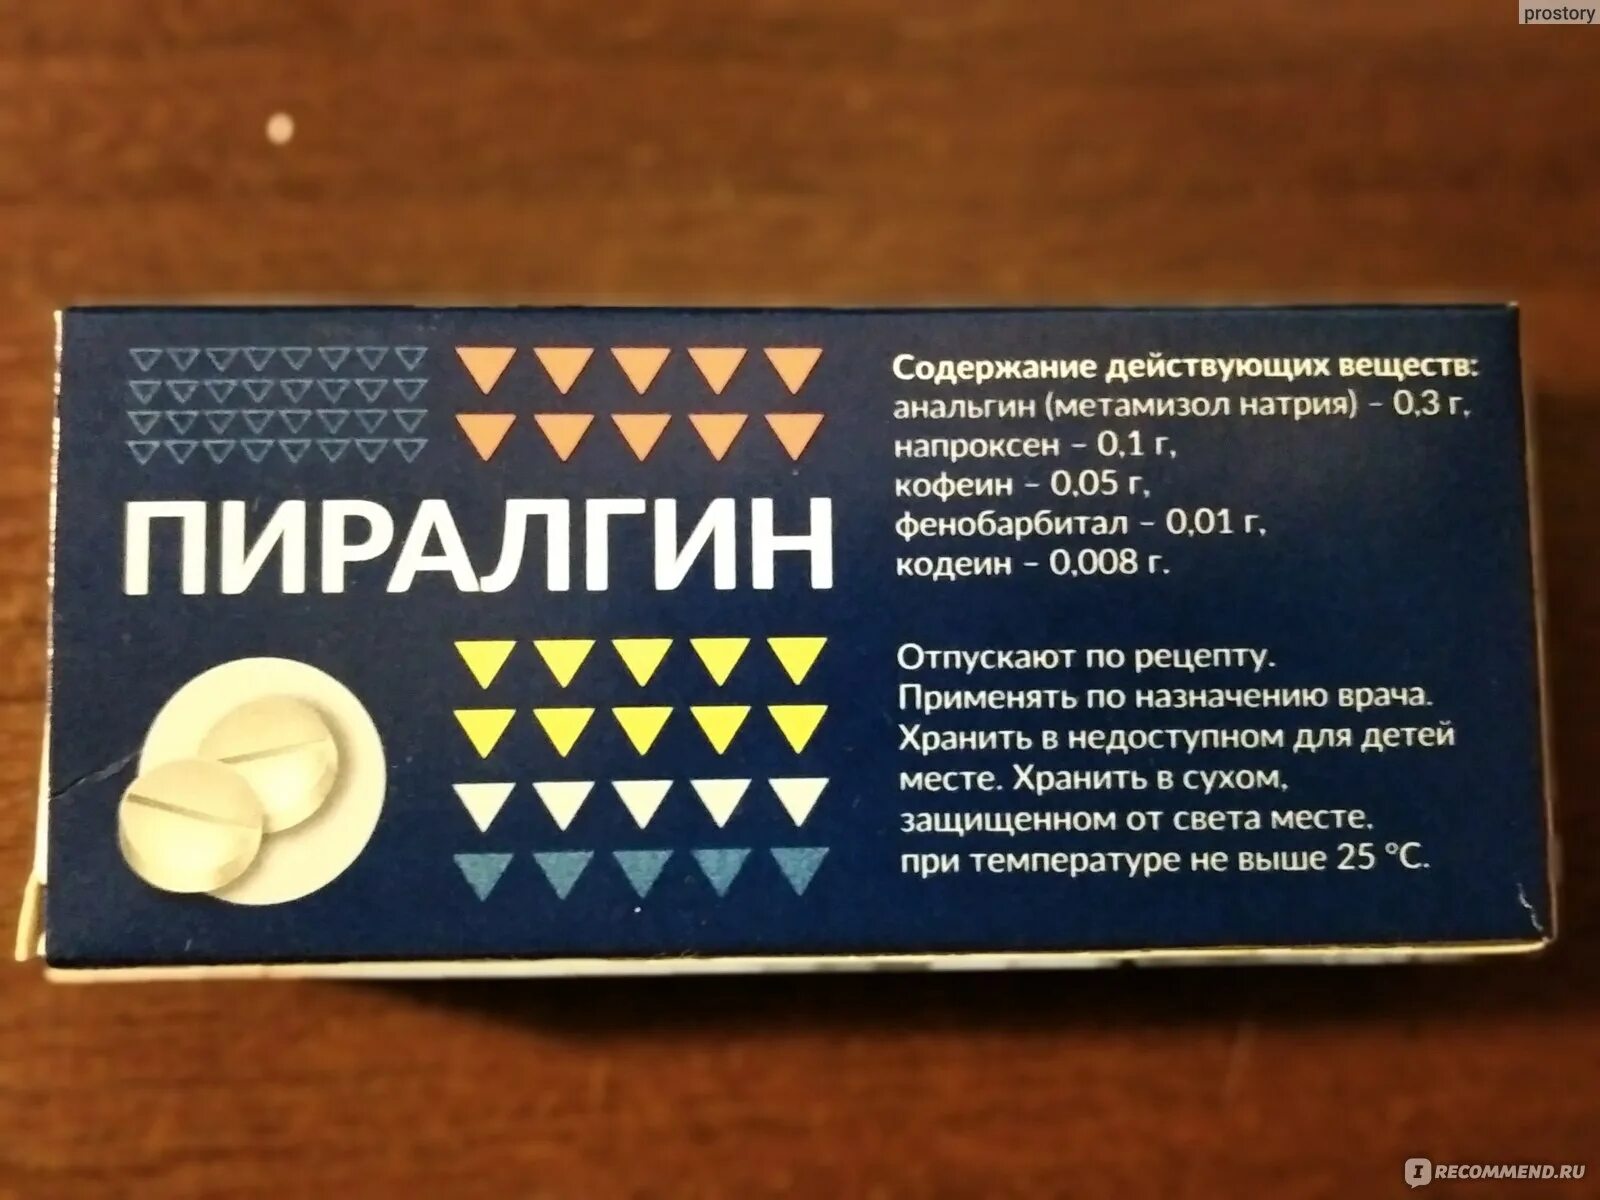 prostory
ПИРАЛГИН
Содержание действующих веществ:
анальгин (метамизол натрия) – 0,3 г,
напроксен – 0,1 г,
кофеин – 0,05 г,
фенобарбитал – 0,01 г,
кодеин – 0,008 г.
Отпускают по рецепту.
Применять по назначению врача.
Хранить в недоступном для детей
месте. Хранить в сухом,
защищенном от света месте,
при температуре не выше 25 °С.
IRECOMMEND.RU